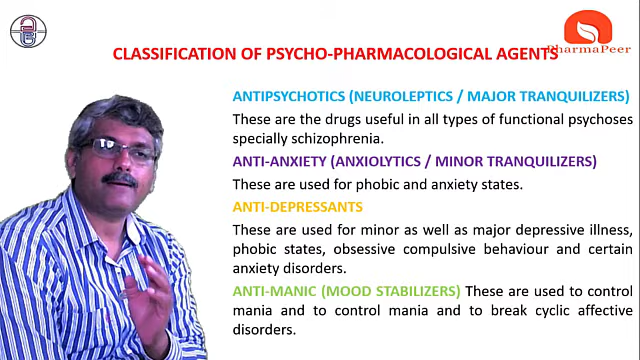 PharmaPeer
CLASSIFICATION OF PSYCHO-PHARMACOLOGICAL AGENTS
ANTIPSYCHOTICS (NEUROLEPTICS / MAJOR TRANQUILIZERS)
These are the drugs useful in all types of functional psychoses
specially schizophrenia.
ANTI-ANXIETY (ANXIOLYTICS / MINOR TRANQUILIZERS)
These are used for phobic and anxiety states.
ANTI-DEPRESSANTS
These are used for minor as well as major depressive illness,
phobic states, obsessive compulsive behaviour and certain
anxiety disorders.
ANTI-MANIC (MOOD STABILIZERS) These are used to control
mania and to control mania and to break cyclic affective
disorders.